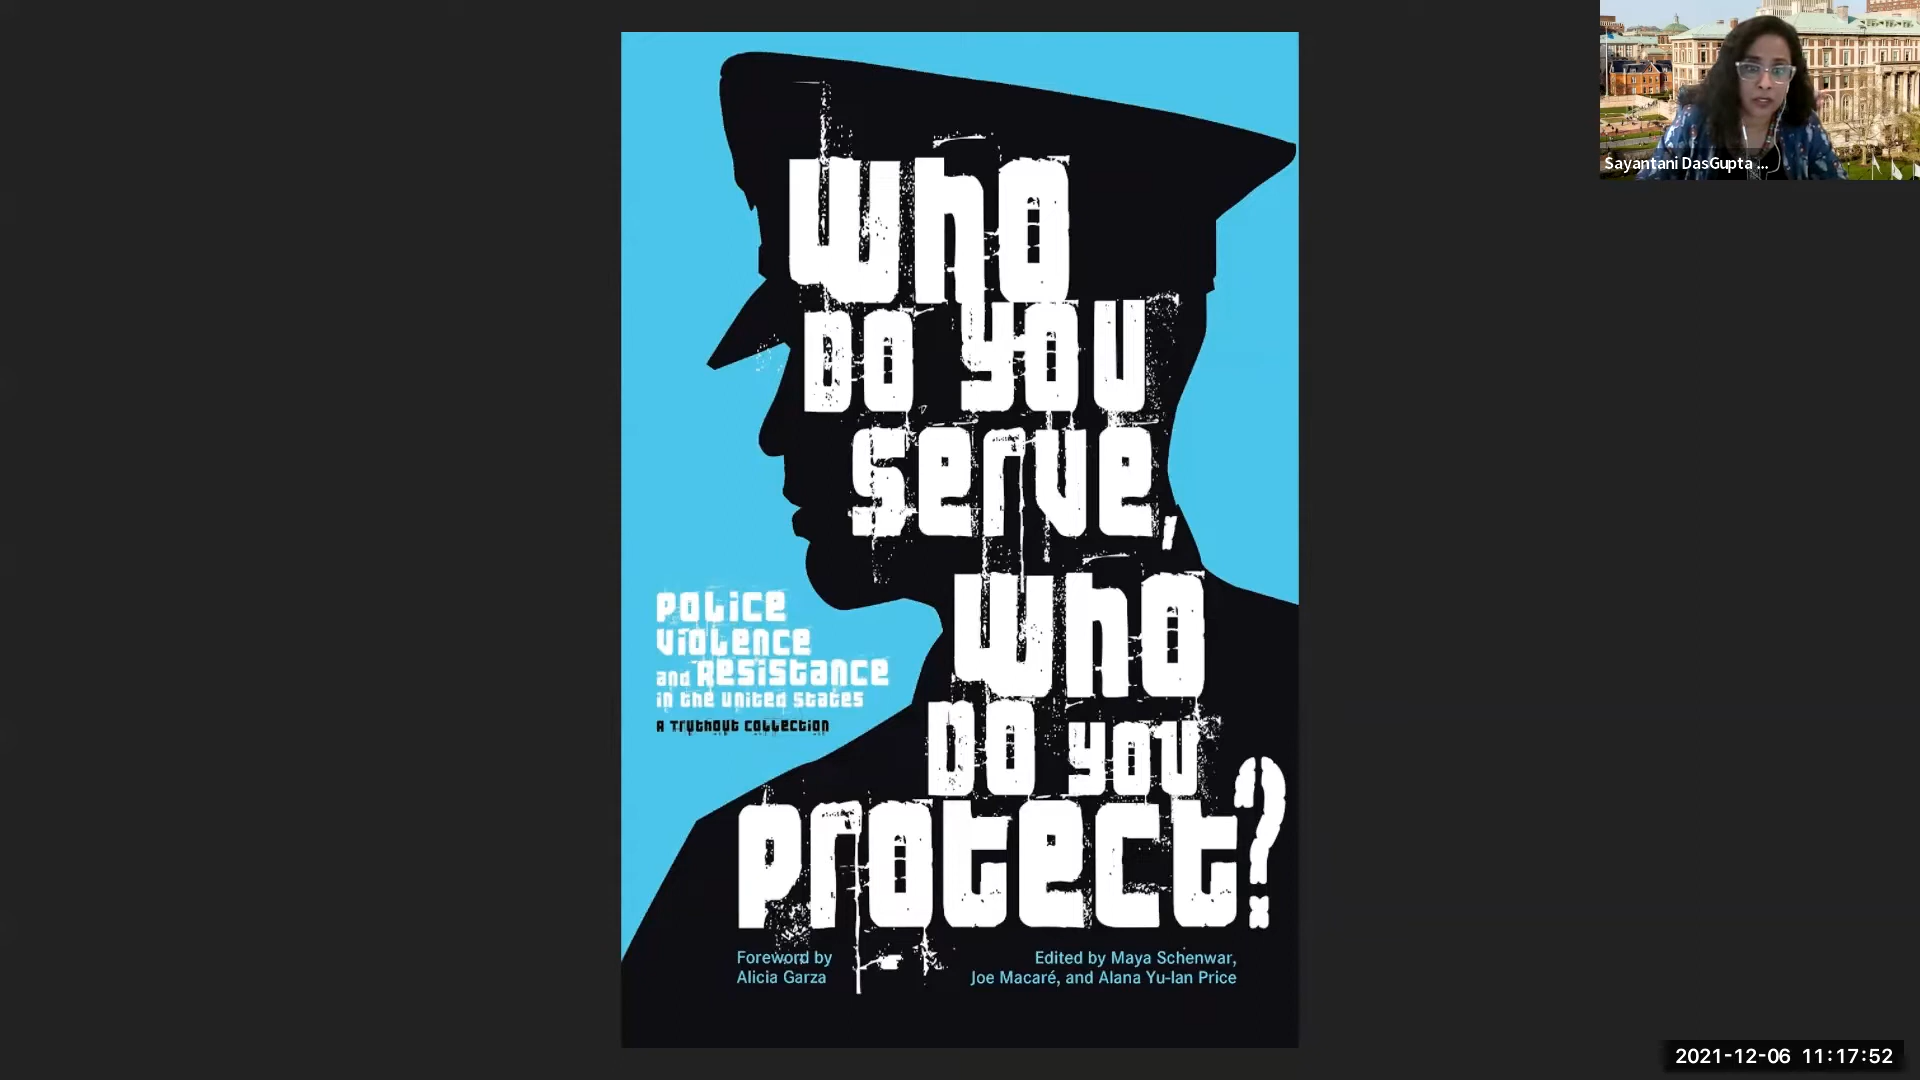 who
Do you
serve,
who
Do you
protect?
Police
violence
and Resistance
in the United States
A Truthout Collection
Foreword by
Alicia Garza
Edited by Maya Schenwar,
Joe Macaré, and Alana Yu-lan Price
Sayantani DasGupta ...
2021-12-06 11:17:52